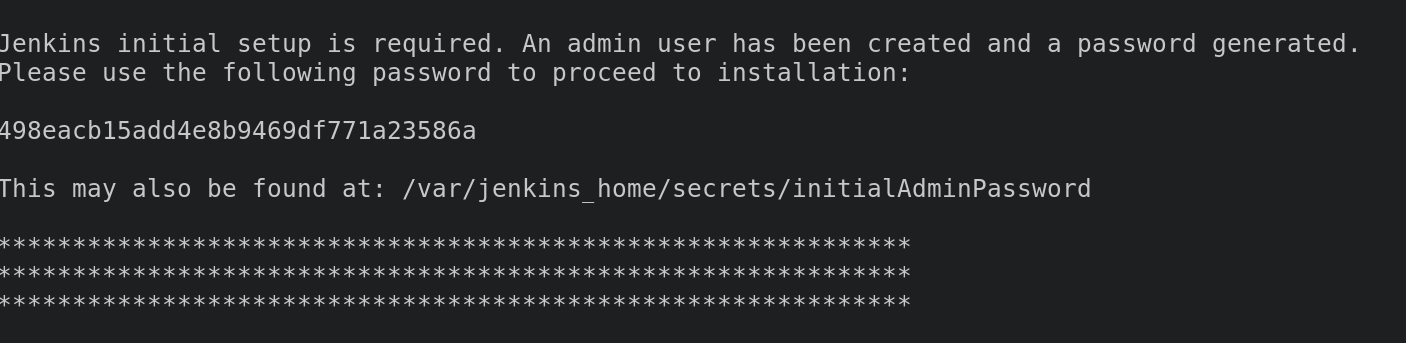 Jenkins initial setup is required. An admin user has been created and a password generated.
Please use the following password to proceed to installation:
498eacb15add4e8b9469df771a23586a
This may also be found at: /var/jenkins_home/secrets/initialAdminPassword
*************************************************************
*************************************************************
*************************************************************